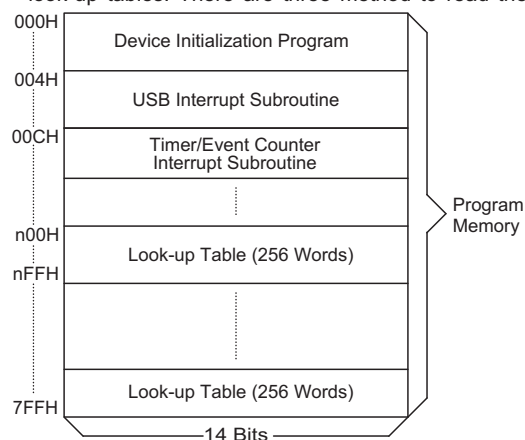 look-up tables. There are three method to read the
000H
Device Initialization Program
004H
USB Interrupt Subroutine
00CH
Timer/Event Counter
Interrupt Subroutine
Program
Memory
n00H
Look-up Table (256 Words)
nFFH
Look-up Table (256 Words)
7FFH
14 Bits